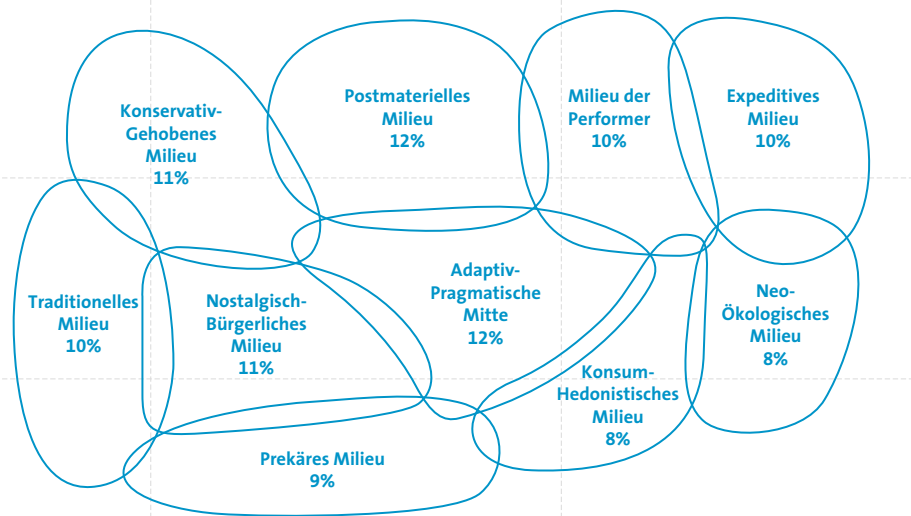 Konservativ-
Gehobenes
Milieu
11%
Postmaterielles
Milieu
12%
Milieu der
Performer
10%
Expeditives
Milieu
10%
Traditionelles
Milieu
10%
Nostalgisch-
Bürgerliches
Milieu
11%
Adaptiv-
Pragmatische
Mitte
12%
Neo-
Ökologisches
Milieu
8%
Konsum-
Hedonistisches
Milieu
8%
Prekäres Milieu
9%